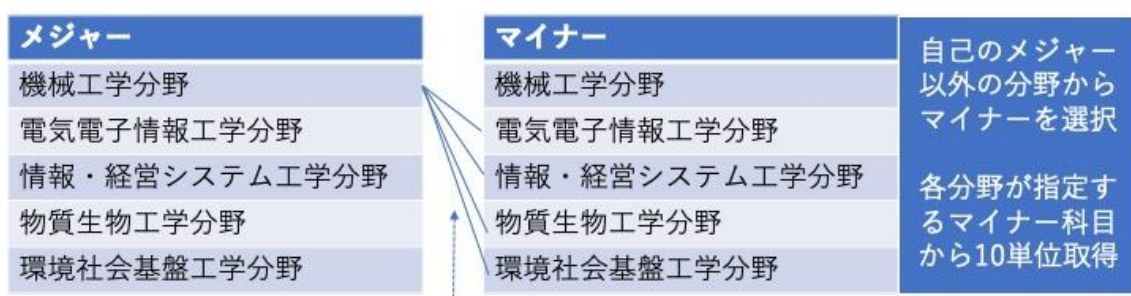 メジャー
機械工学分野
電気電子情報工学分野
情報・経営システム工学分野
物質生物工学分野
環境社会基盤工学分野
マイナー
機械工学分野
電気電子情報工学分野
情報・経営システム工学分野
物質生物工学分野
環境社会基盤工学分野
自己のメジャー
以外の分野から
マイナーを選択
各分野が指定す
るマイナー科目
から10単位取得